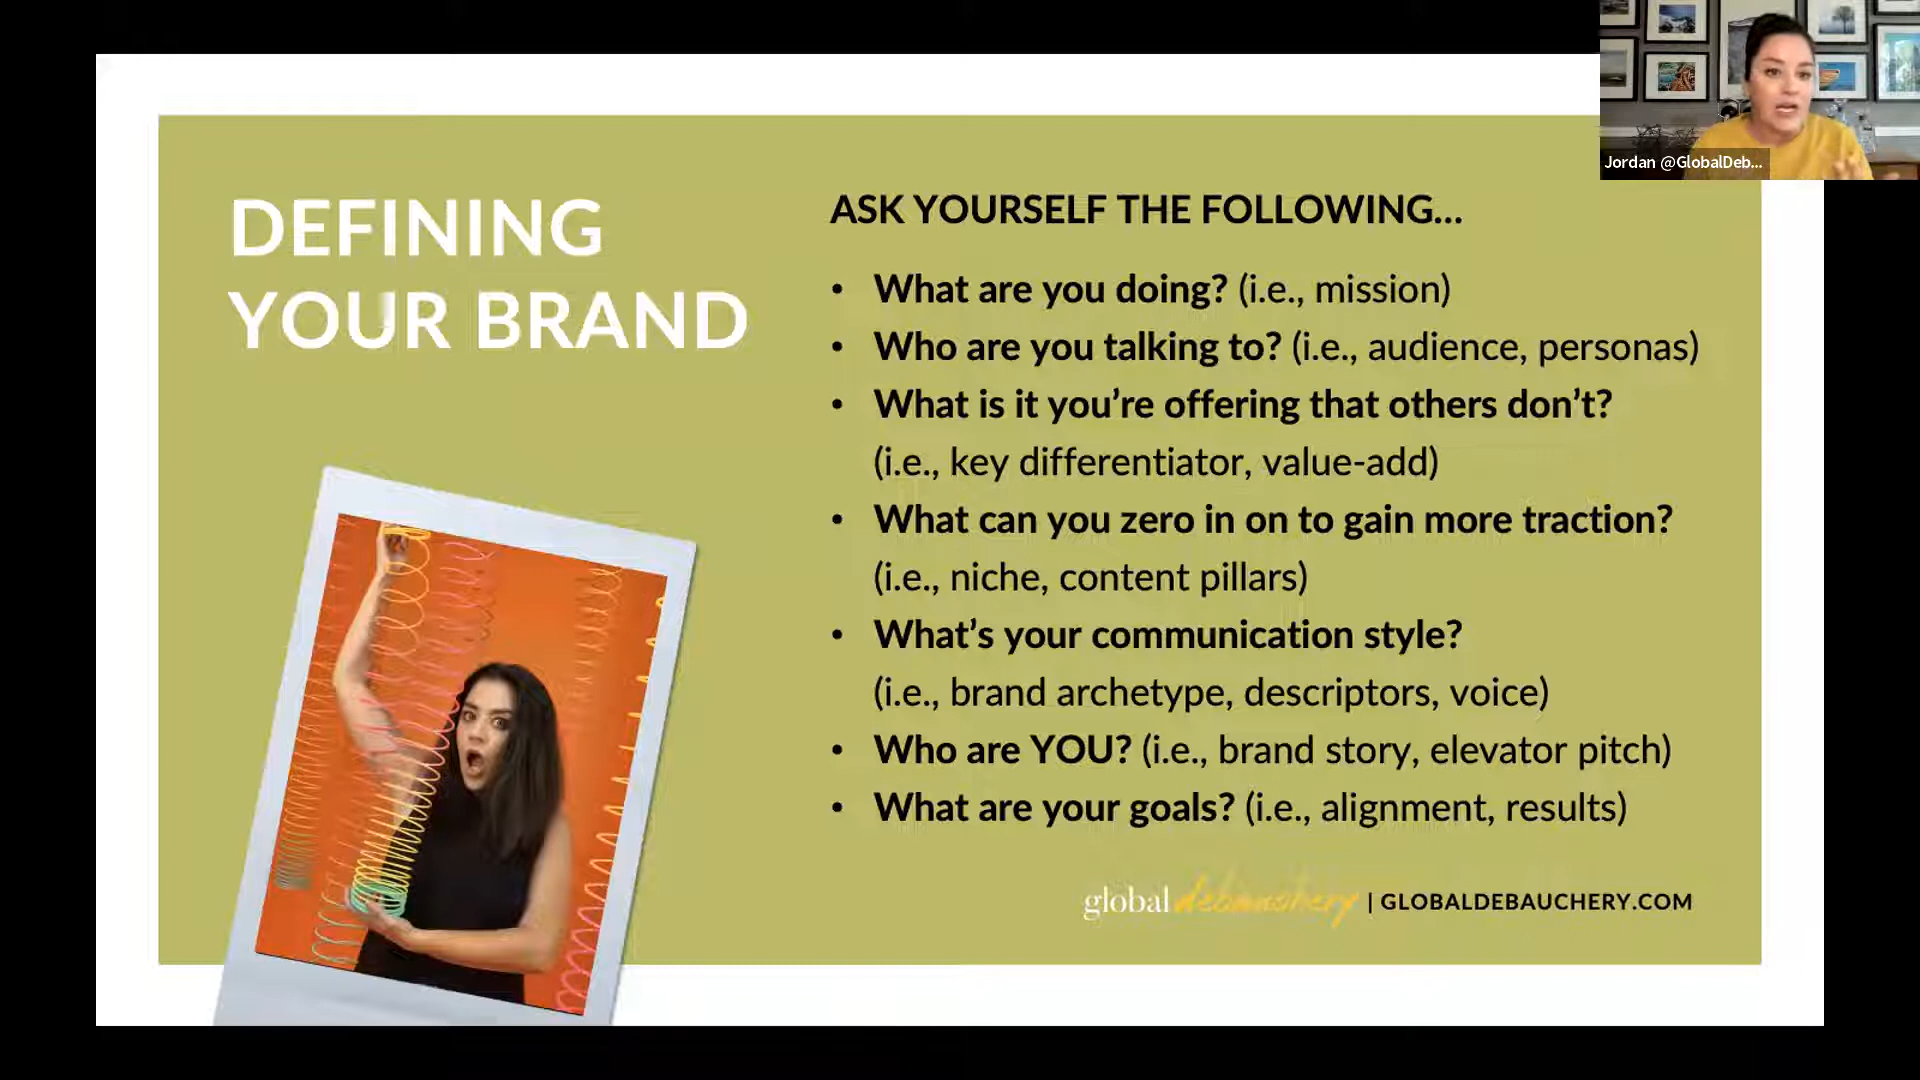 Jordan @GlobalDeb...
DEFINING
YOUR BRAND
ASK YOURSELF THE FOLLOWING...
• What are you doing? (i.e., mission)
• Who are you talking to? (i.e., audience, personas)
• What is it you're offering that others don't?
(i.e., key differentiator, value-add)
• What can you zero in on to gain more traction?
(i.e., niche, content pillars)
• What's your communication style?
(i.e., brand archetype, descriptors, voice)
• Who are YOU? (i.e., brand story, elevator pitch)
• What are your goals? (i.e., alignment, results)
global debauchery | GLOBALDEBAUCHERY.COM